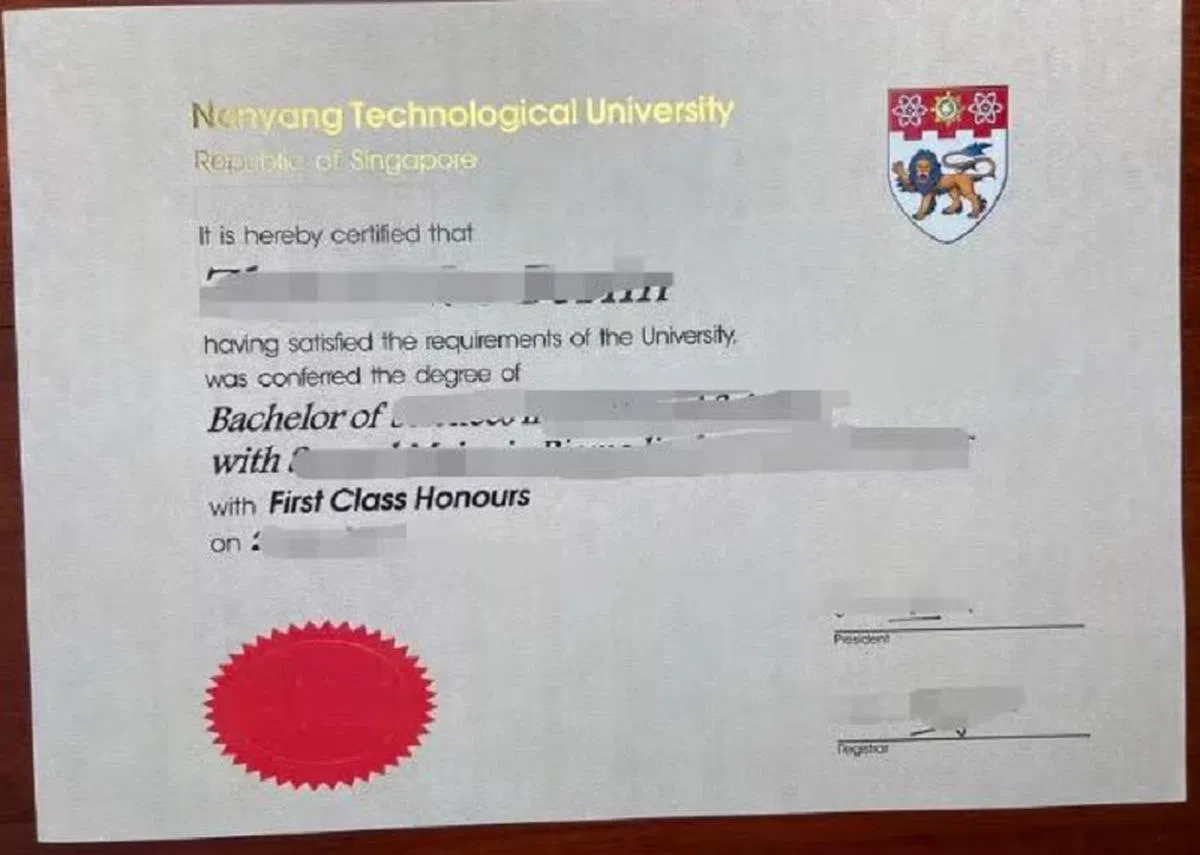 Nanyang Technological University
Republic of Singapore
It is hereby certified that
having satisfied the requirements of the University,
was conferred the degree of
Bachelor of
with
with First Class Honours
on
President
Registrar